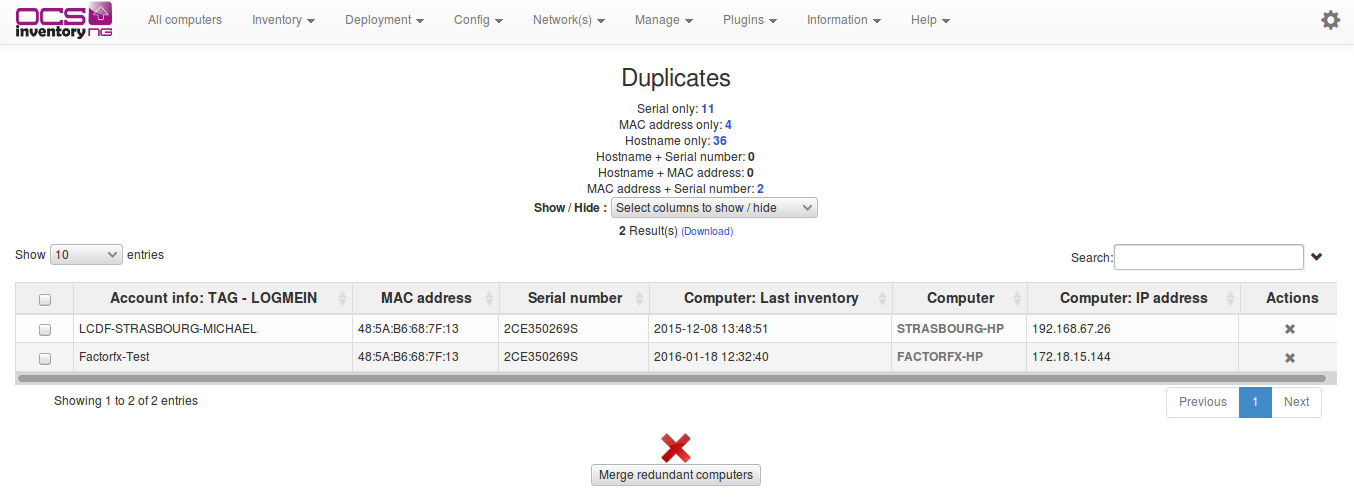 OCS inventory NG
All computers Inventory Deployment Config Network(s) Manage Plugins Information Help
Duplicates
Serial only: 11
MAC address only: 4
Hostname only: 36
Hostname + Serial number: 0
Hostname + MAC address: 0
MAC address + Serial number: 2
Show / Hide : Select columns to show / hide
2 Result(s) (Download)
Show 10 entries Search:
Account info: TAG - LOGMEIN MAC address Serial number Computer: Last inventory Computer Computer: IP address Actions
LCDF-STRASBOURG-MICHAEL 48:5A:B6:68:7F:13 2CE350269S 2015-12-08 13:48:51 STRASBOURG-HP 192.168.67.26
Factorfx-Test 48:5A:B6:68:7F:13 2CE350269S 2016-01-18 12:32:40 FACTORFX-HP 172.18.15.144
Showing 1 to 2 of 2 entries Previous 1 Next
Merge redundant computers